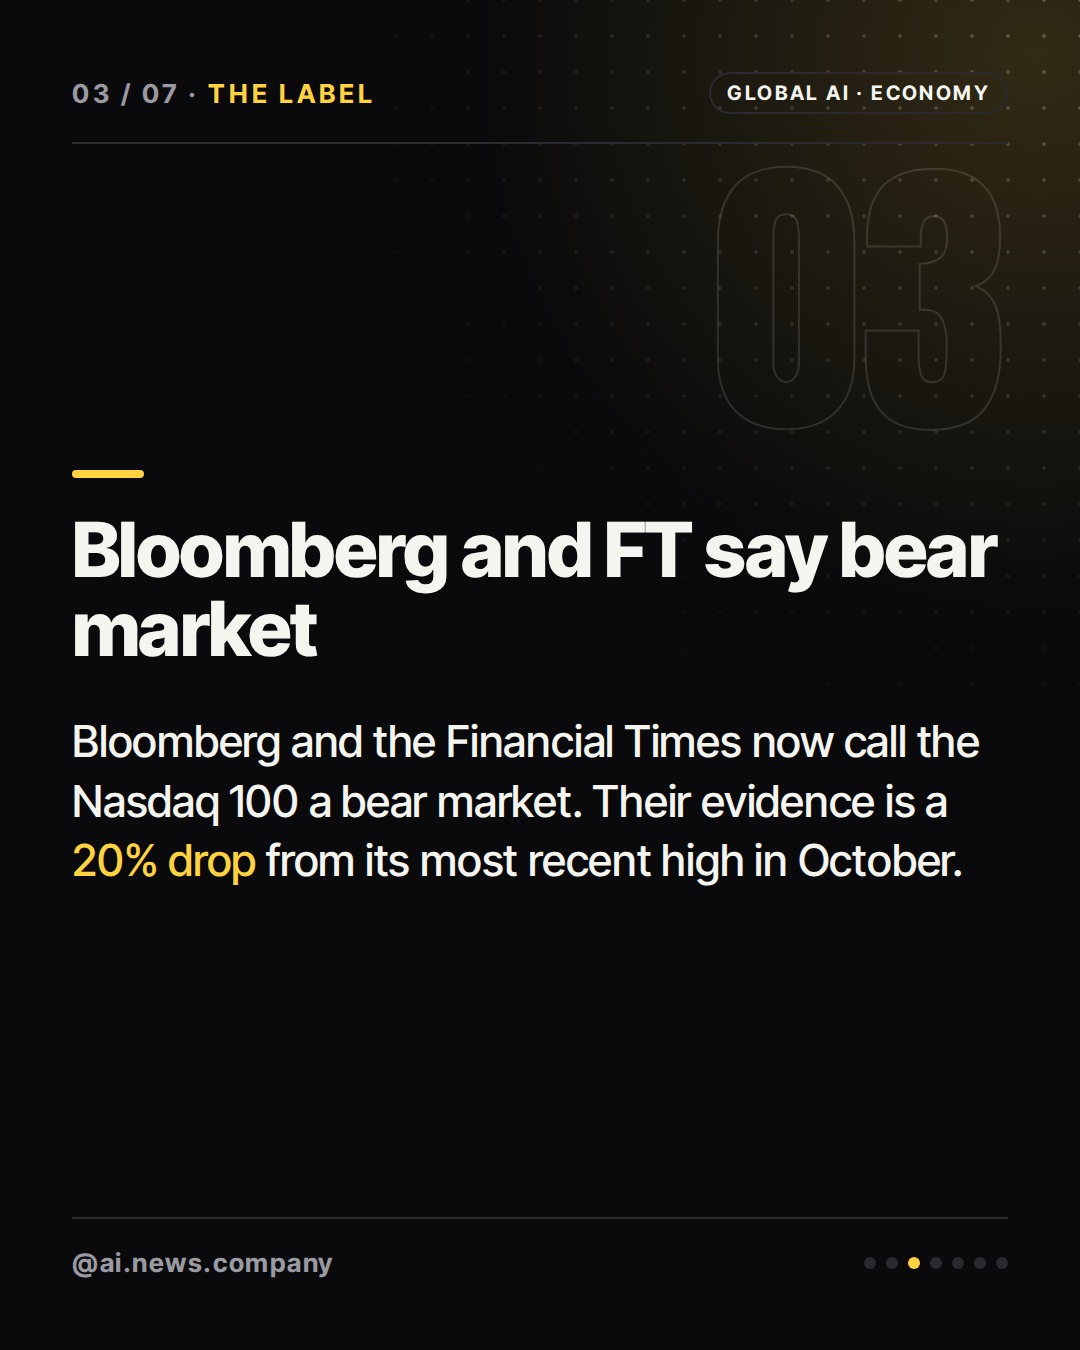 03 / 07 · THE LABEL
GLOBAL AI · ECONOMY
03
Bloomberg and FT say bear
market
Bloomberg and the Financial Times now call the
Nasdaq 100 a bear market. Their evidence is a
20% drop from its most recent high in October.
@ai.news.company